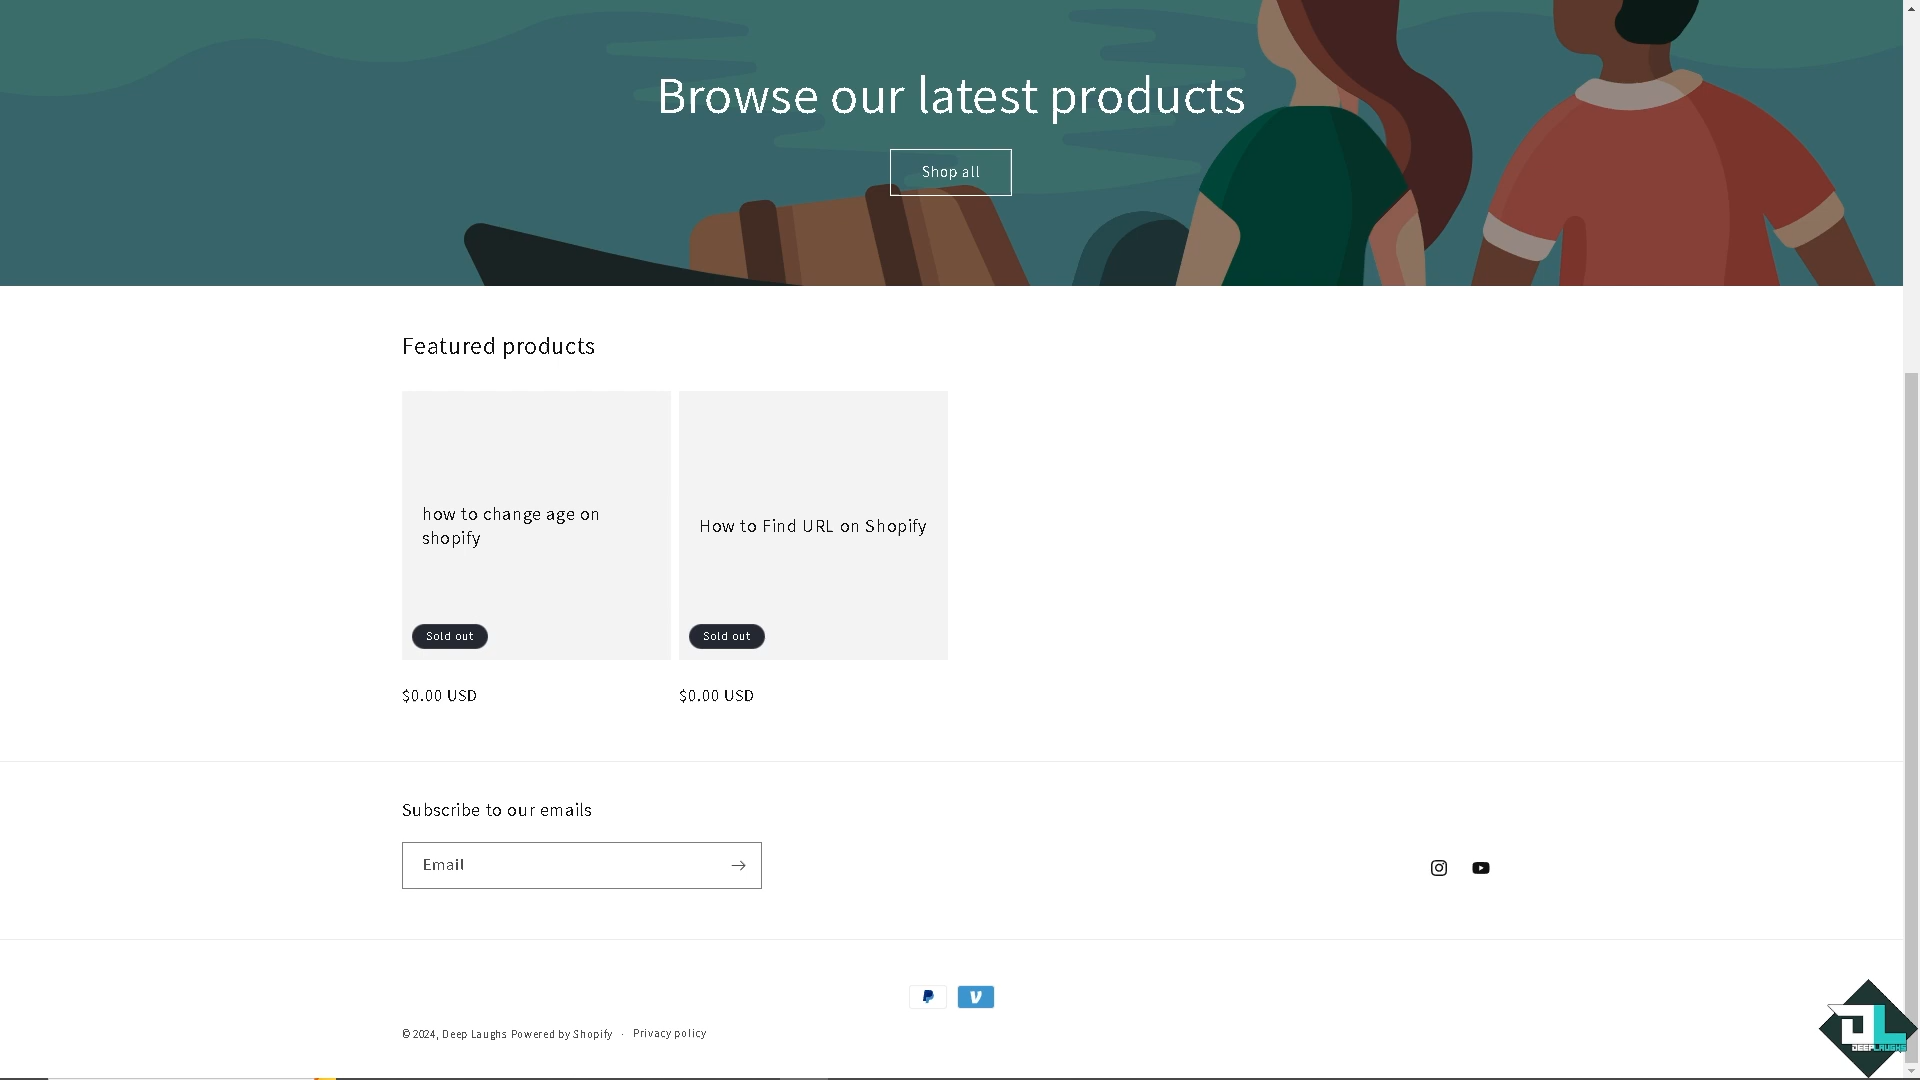 Browse our latest products
Shop all
Featured products
how to change age on
shopify
How to Find URL on Shopify
Sold out
Sold out
$0.00 USD
$0.00 USD
Subscribe to our emails
Email
© 2024, Deep Laughs Powered by Shopify · Privacy policy
DEEPLAUGHS